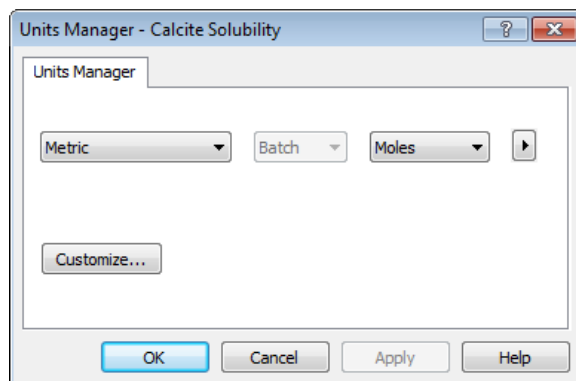 Units Manager - Calcite Solubility
Units Manager
Metric Batch Moles
Customize...
OK Cancel Apply Help